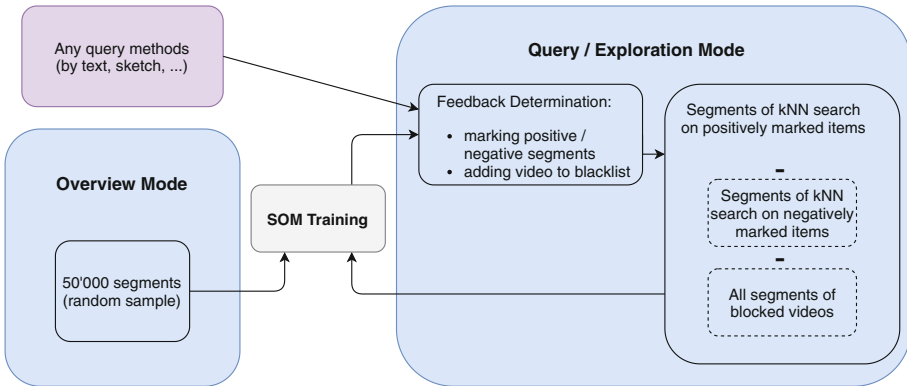 Any query methods
(by text, sketch, ...)
Query / Exploration Mode
Feedback Determination:
• marking positive /
negative segments
• adding video to blacklist
Segments of kNN search
on positively marked items
-
Segments of kNN
search on negatively
marked items
-
All segments of
blocked videos
Overview Mode
50'000 segments
(random sample)
SOM Training